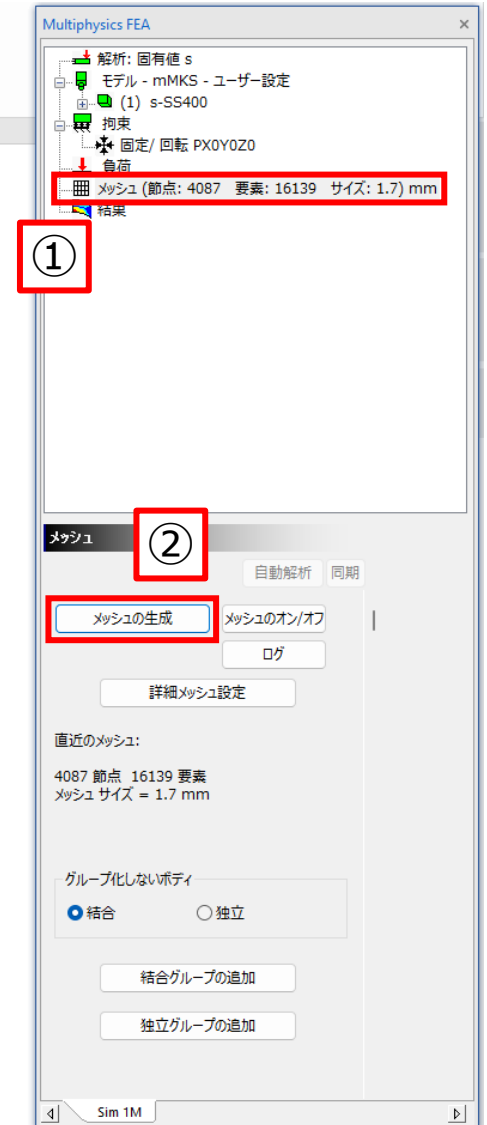 Multiphysics FEA ×
解析: 固有値 s
モデル - mMKS - ユーザー設定
(1) s-SS400
拘束
固定/ 回転 PX0Y0Z0
負荷
メッシュ (節点: 4087 要素: 16139 サイズ: 1.7) mm
結果
①
メッシュ
②
自動解析 同期
メッシュの生成 メッシュのオン/オフ
ログ
詳細メッシュ設定
直近のメッシュ:
4087 節点 16139 要素
メッシュ サイズ = 1.7 mm
グループ化しないボディ
結合 独立
結合グループの追加
独立グループの追加
Sim 1M